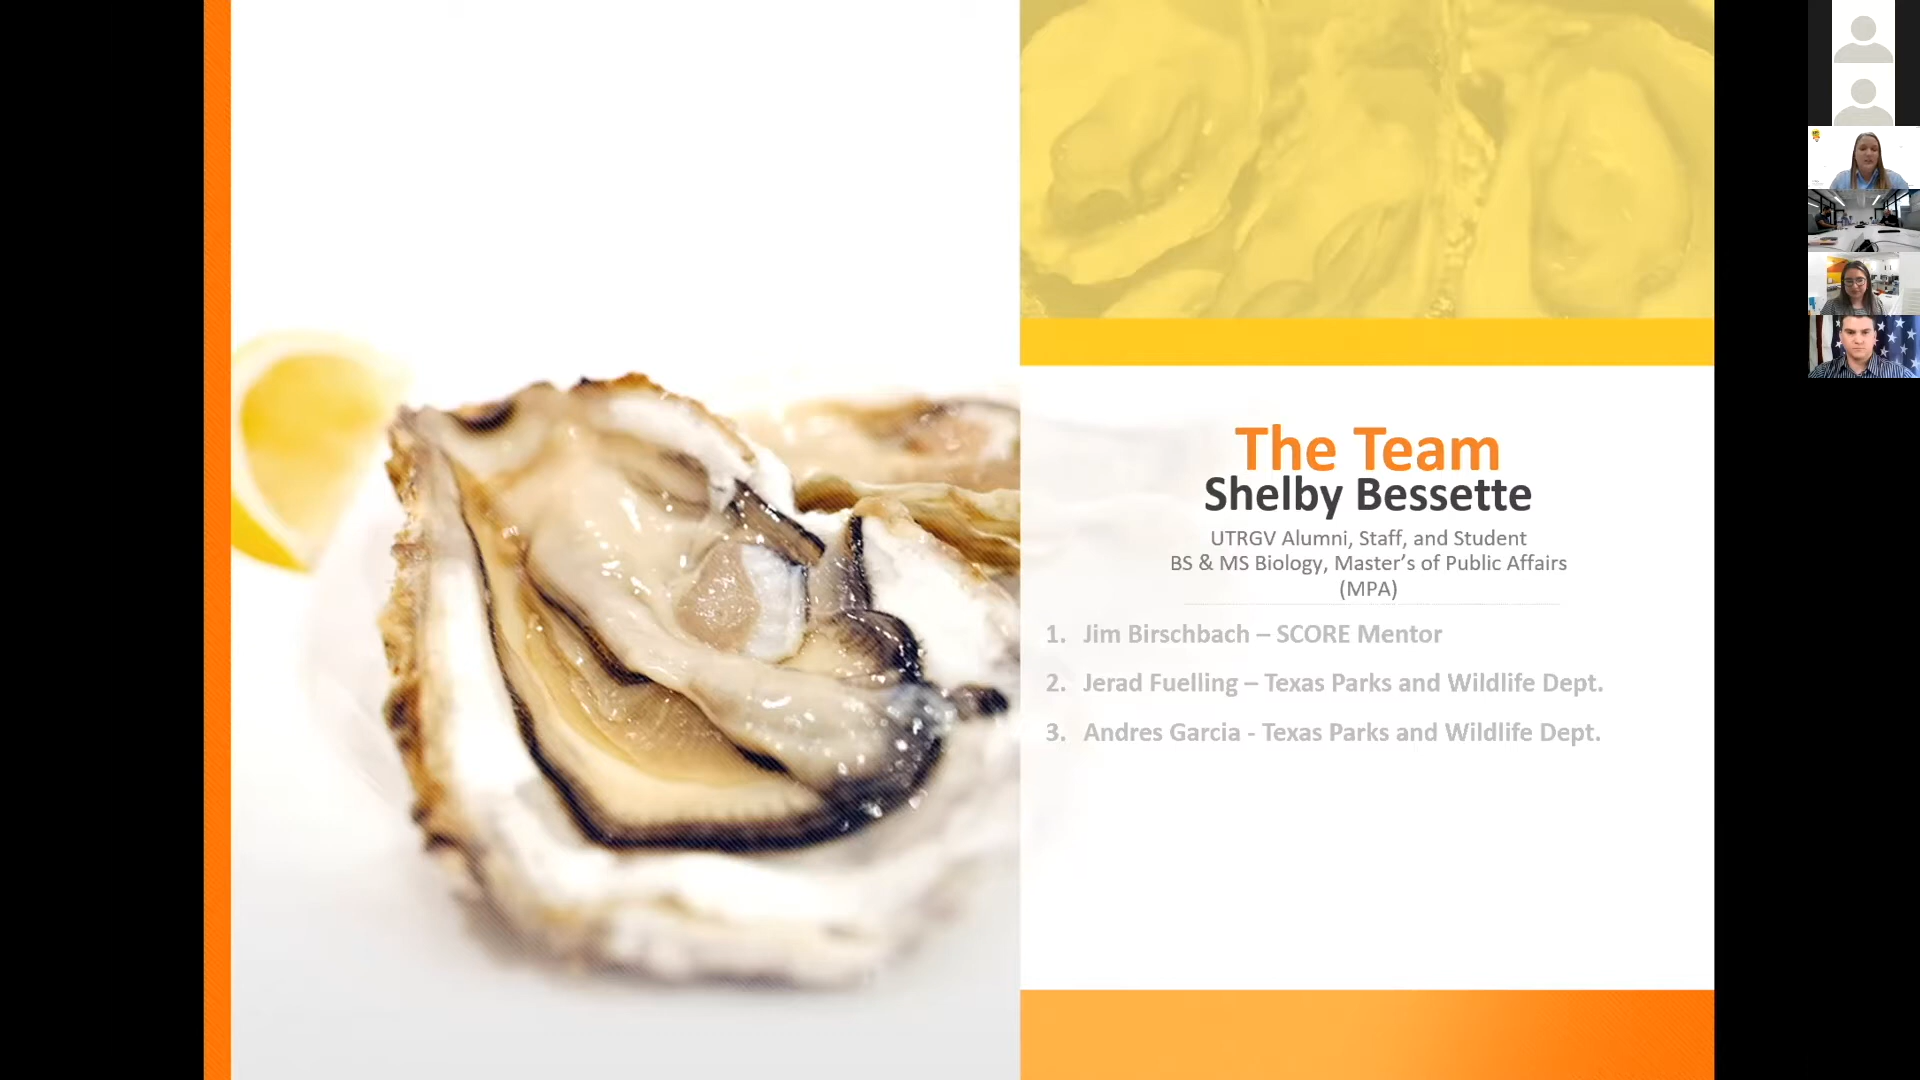 The Team
Shelby Bessette
UTRGV Alumni, Staff, and Student
BS & MS Biology, Master’s of Public Affairs
(MPA)
1. Jim Birschbach – SCORE Mentor
2. Jerad Fuelling – Texas Parks and Wildlife Dept.
3. Andres Garcia - Texas Parks and Wildlife Dept.